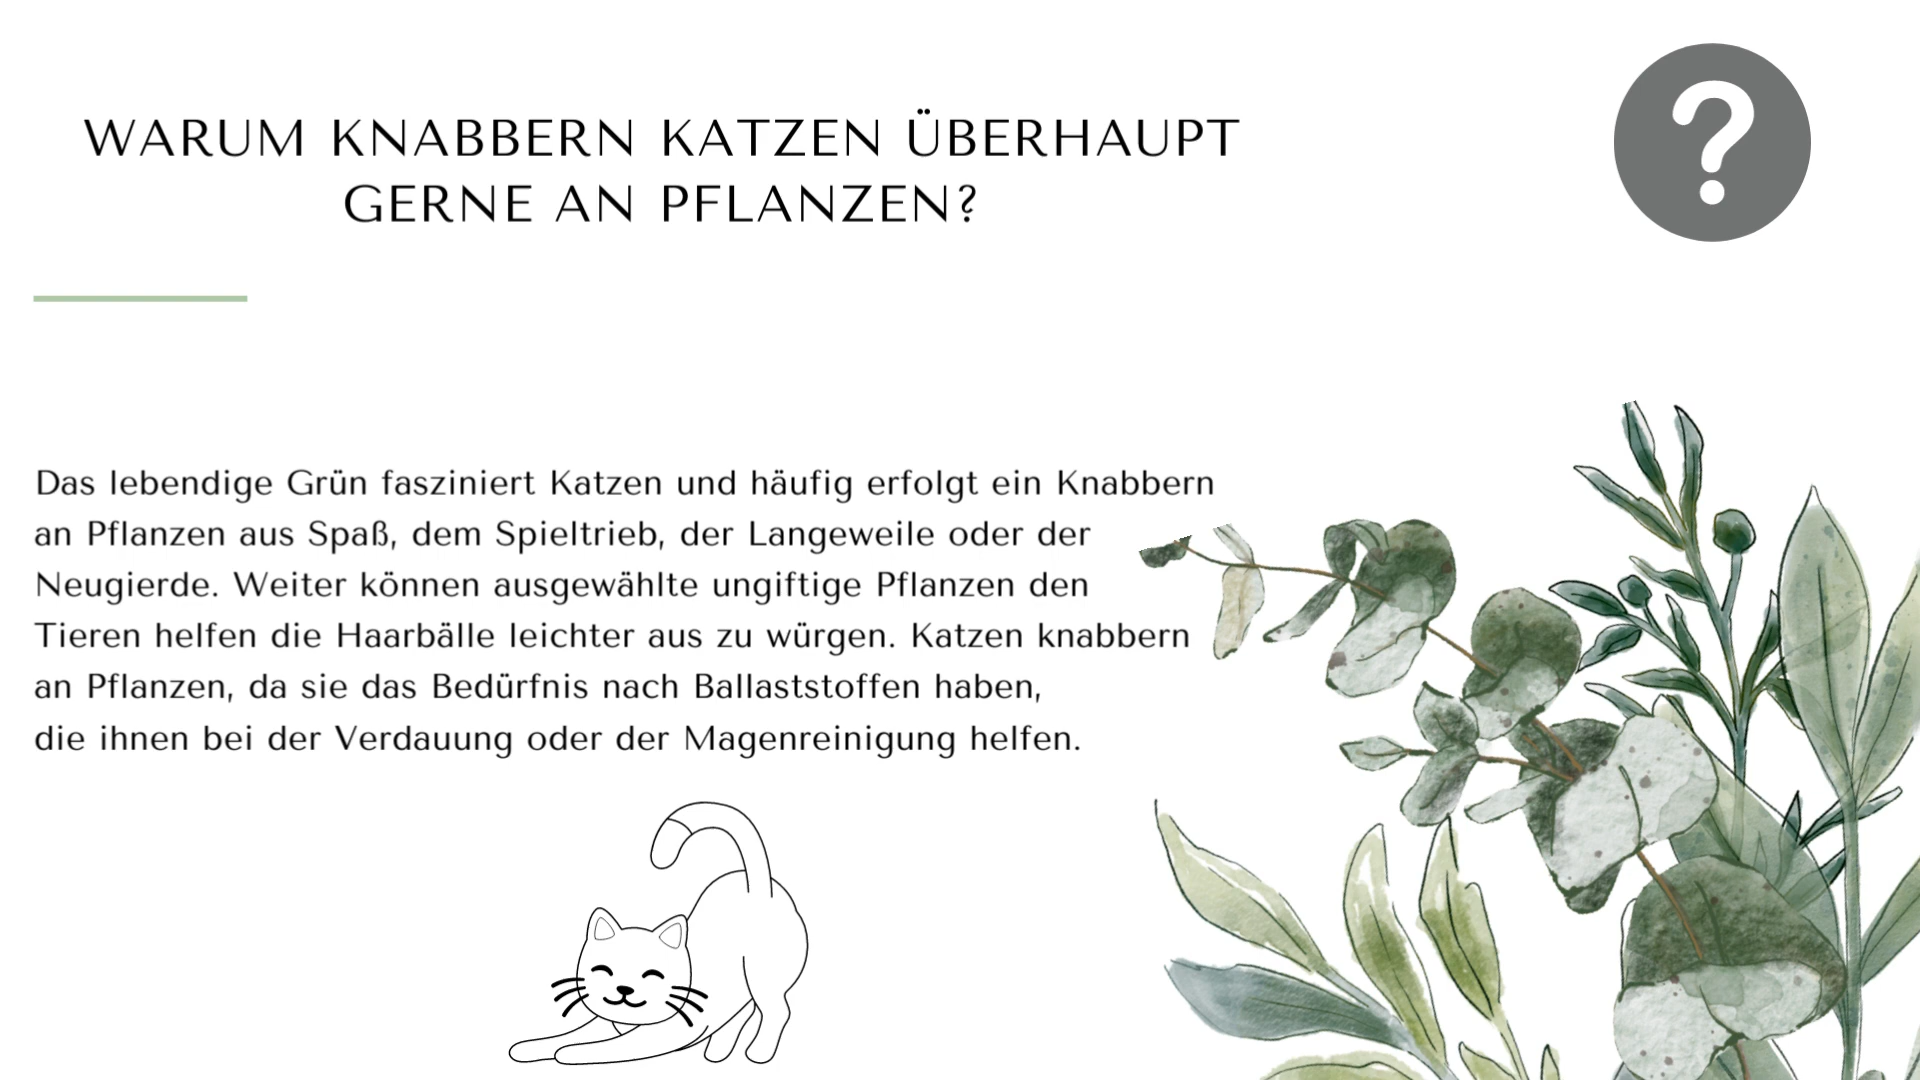 WARUM KNABBERN KATZEN ÜBERHAUPT
GERNE AN PFLANZEN?
?
Das lebendige Grün fasziniert Katzen und häufig erfolgt ein Knabbern
an Pflanzen aus Spaß, dem Spieltrieb, der Langeweile oder der
Neugierde. Weiter können ausgewählte ungiftige Pflanzen den
Tieren helfen die Haarbälle leichter aus zu würgen. Katzen knabbern
an Pflanzen, da sie das Bedürfnis nach Ballaststoffen haben,
die ihnen bei der Verdauung oder der Magenreinigung helfen.